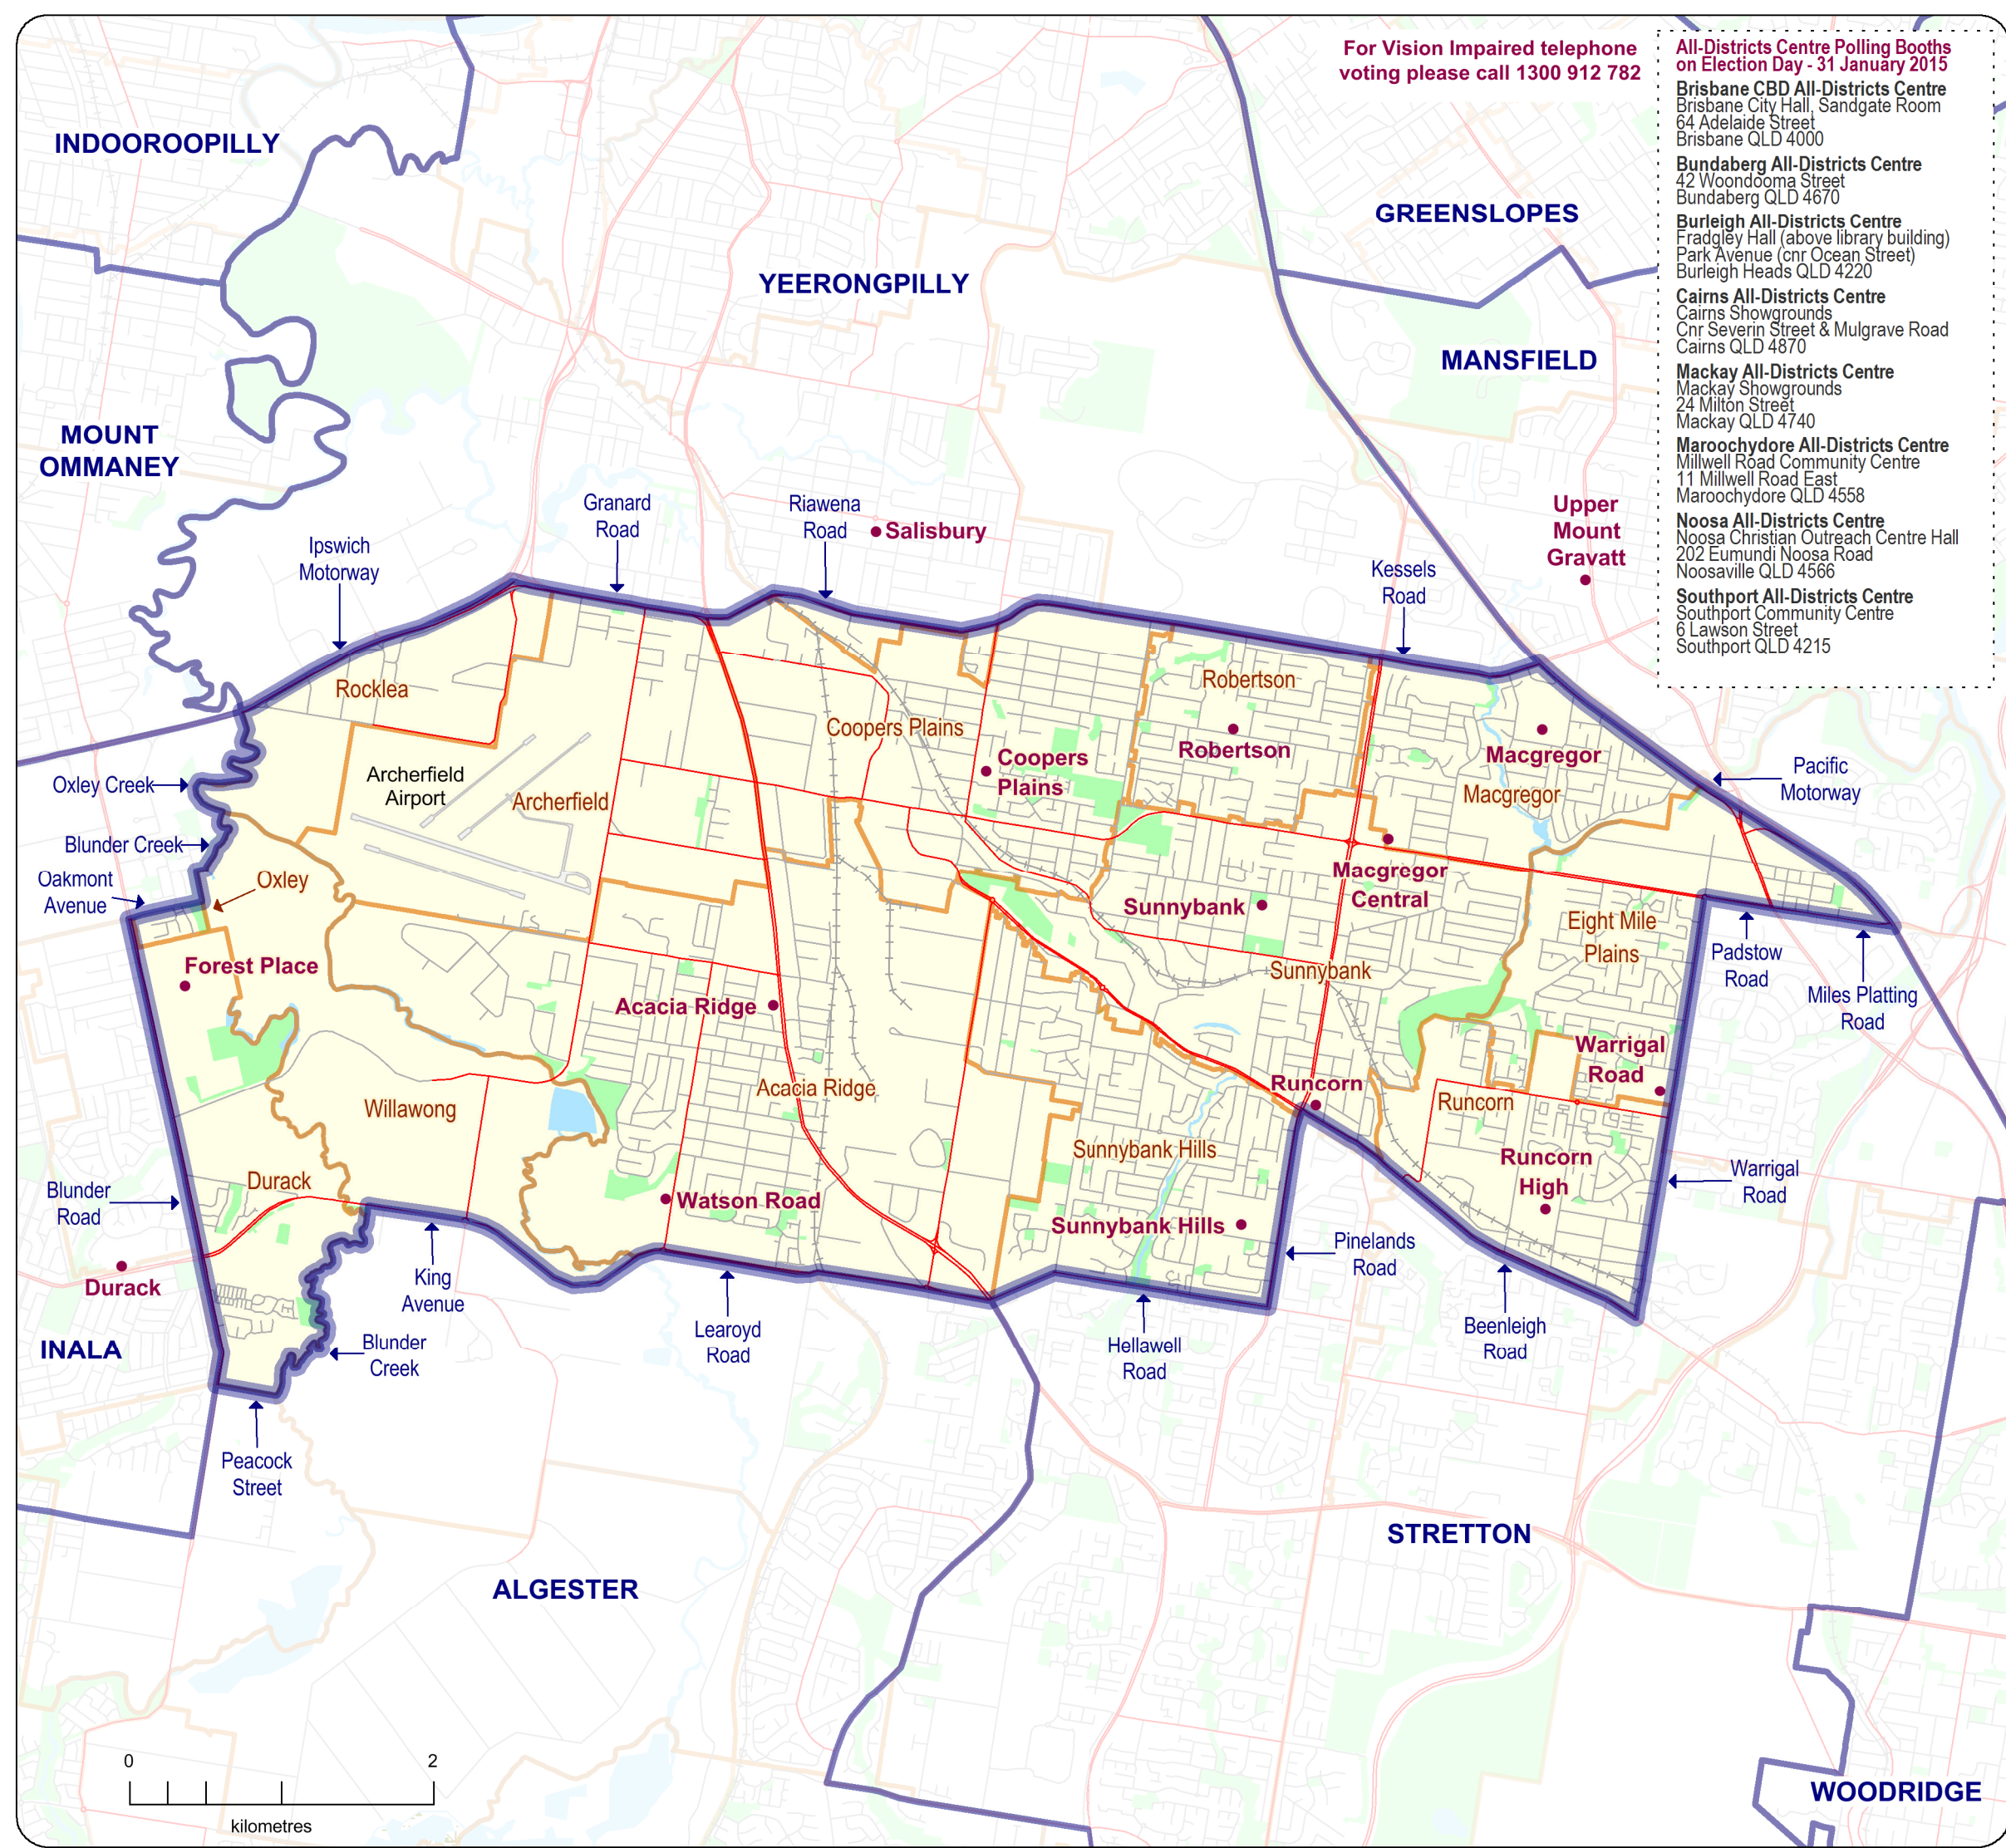 For Vision Impaired telephone
voting please call 1300 912 782
All-Districts Centre Polling Booths
on Election Day - 31 January 2015
Brisbane CBD All-Districts Centre
Brisbane City Hall, Sandgate Room
64 Adelaide Street
Brisbane QLD 4000
Bundaberg All-Districts Centre
42 Woondooma Street
Bundaberg QLD 4670
Burleigh All-Districts Centre
Fradgley Hall (above library building)
Park Avenue (cnr Ocean Street)
Burleigh Heads QLD 4220
Cairns All-Districts Centre
Cairns Showgrounds
Cnr Severin Street & Mulgrave Road
Cairns QLD 4870
Mackay All-Districts Centre
Mackay Showgrounds
24 Milton Street
Mackay QLD 4740
Maroochydore All-Districts Centre
Millwell Road Community Centre
11 Millwell Road East
Maroochydore QLD 4558
Noosa All-Districts Centre
Noosa Christian Outreach Centre Hall
202 Eumundi Noosa Road
Noosaville QLD 4566
Southport All-Districts Centre
Southport Community Centre
6 Lawson Street
Southport QLD 4215
INDOOROOPILLY
GREENSLOPES
YEERONGPILLY
MANSFIELD
MOUNT
OMMANEY
Granard
Road
Riawena
Road
Salisbury
Upper
Mount
Gravatt
Ipswich
Motorway
Kessels
Road
Rocklea
Robertson
Coopers Plains
Robertson
Macgregor
Coopers
Plains
Archerfield
Airport
Archerfield
Macgregor
Oxley Creek
Pacific
Motorway
Blunder Creek
Oakmont
Avenue
Oxley
Macgregor
Central
Sunnybank
Eight Mile
Plains
Forest Place
Sunnybank
Padstow
Road
Miles Platting
Road
Acacia Ridge
Warrigal
Road
Acacia Ridge
Runcorn
Runcorn
Willawong
Sunnybank Hills
Runcorn
High
Durack
Blunder
Road
Warrigal
Road
Watson Road
Sunnybank Hills
Pinelands
Road
Durack
King
Avenue
INALA
Blunder
Creek
Learoyd
Road
Hellawell
Road
Beenleigh
Road
Peacock
Street
STRETTON
ALGESTER
WOODRIDGE
0 2
kilometres